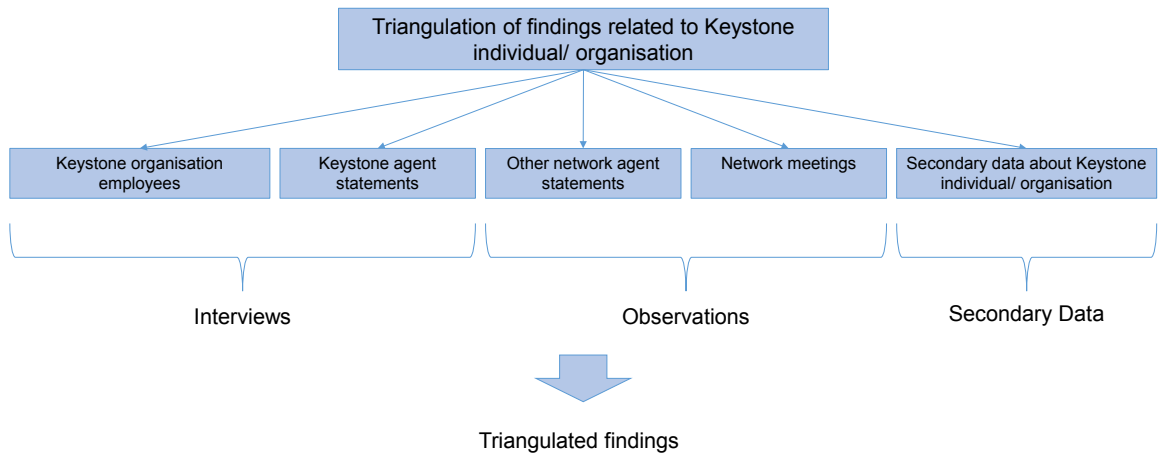 Triangulation of findings related to Keystone
individual/ organisation
Keystone organisation
employees
Keystone agent
statements
Other network agent
statements
Network meetings
Secondary data about Keystone
individual/ organisation
Interviews
Observations
Secondary Data
Triangulated findings